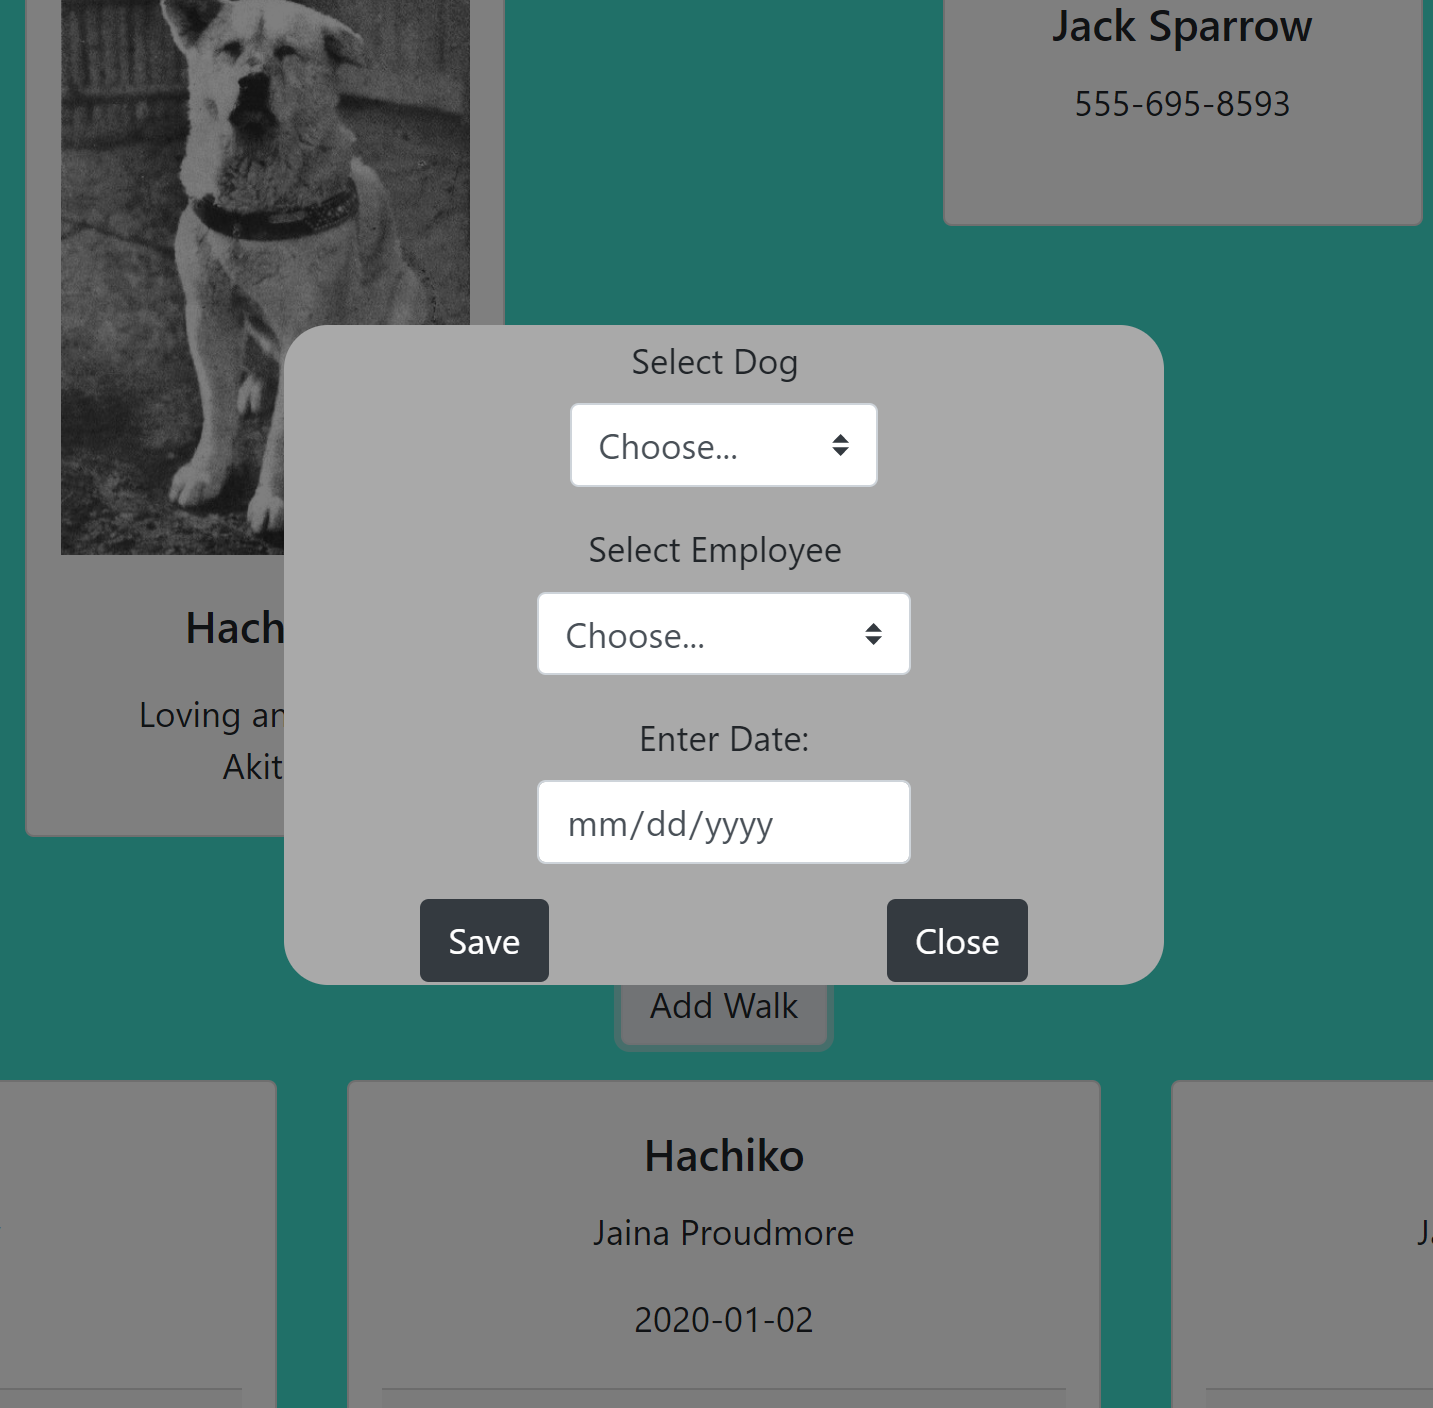 Jack Sparrow
555-695-8593
Select Dog
Choose...
Select Employee
Choose...
Hach
Loving an
Akit
Enter Date:
mm/dd/yyyy
Save
Close
Add Walk
Hachiko
Jaina Proudmore
2020-01-02